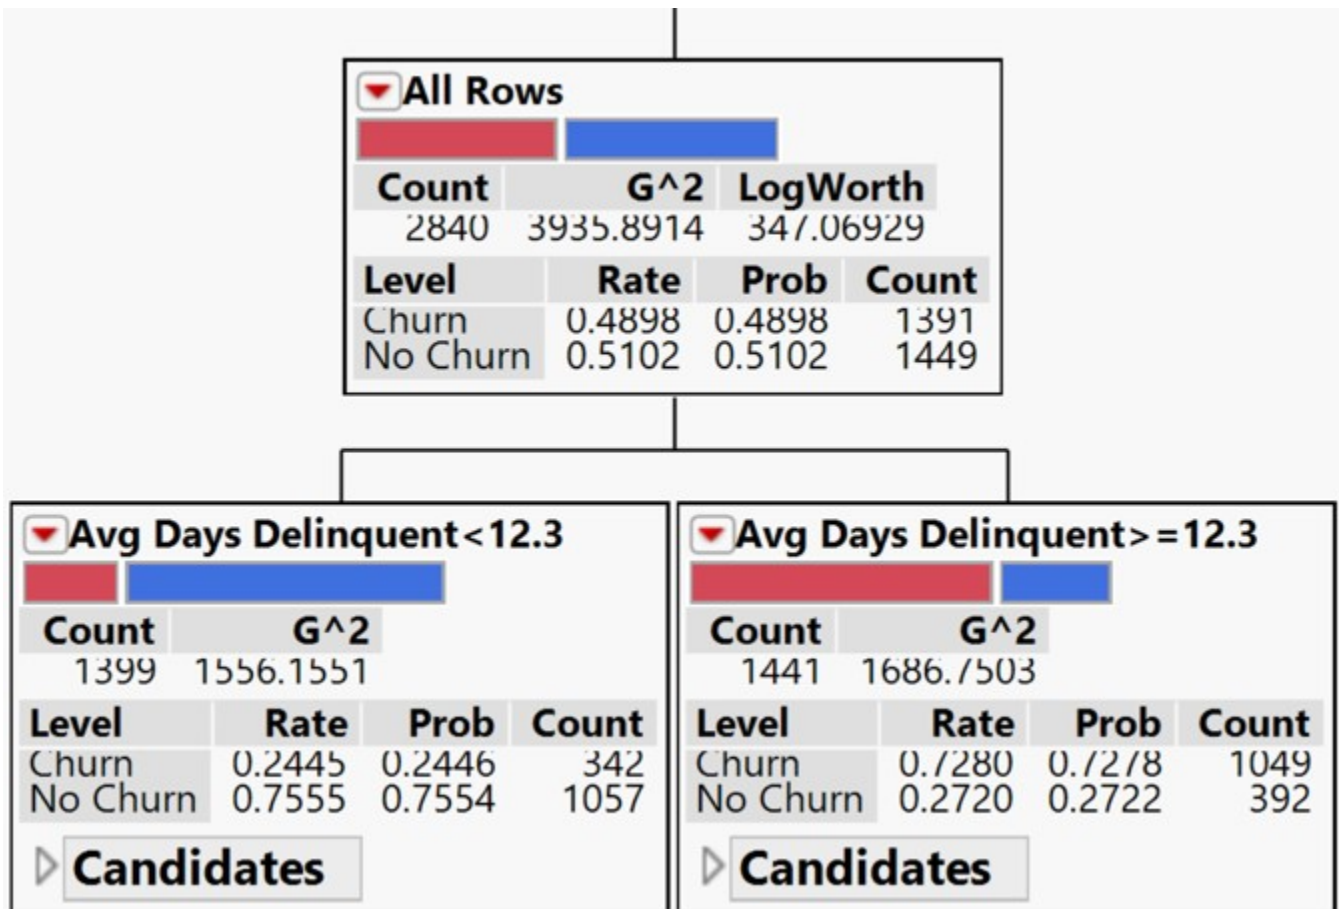 All Rows
Count G^2 LogWorth
2840 3935.8914 347.06929
Level Rate Prob Count
Churn 0.4898 0.4898 1391
No Churn 0.5102 0.5102 1449
Avg Days Delinquent<12.3
Count G^2
1399 1556.1551
Level Rate Prob Count
Churn 0.2445 0.2446 342
No Churn 0.7555 0.7554 1057
Candidates
Avg Days Delinquent>=12.3
Count G^2
1441 1686.7503
Level Rate Prob Count
Churn 0.7280 0.7278 1049
No Churn 0.2720 0.2722 392
Candidates